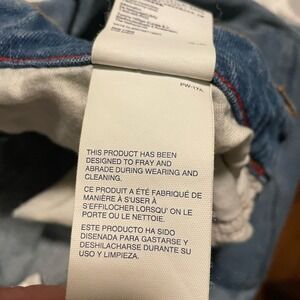 PW-17A
THIS PRODUCT HAS BEEN
DESIGNED TO FRAY AND
ABRADE DURING WEARING AND
CLEANING.
CE PRODUIT A ÉTÉ FABRIQUÉ DE
MANIÈRE À S'USER À
S'EFFILOCHER LORSQU' ON LE
PORTE OU LE NETTOIE.
ESTE PRODUCTO HA SIDO
DISENADA PARA GASTARSE Y
DESHILACHARSE DURANTE SU
USO Y LIMPIEZA.